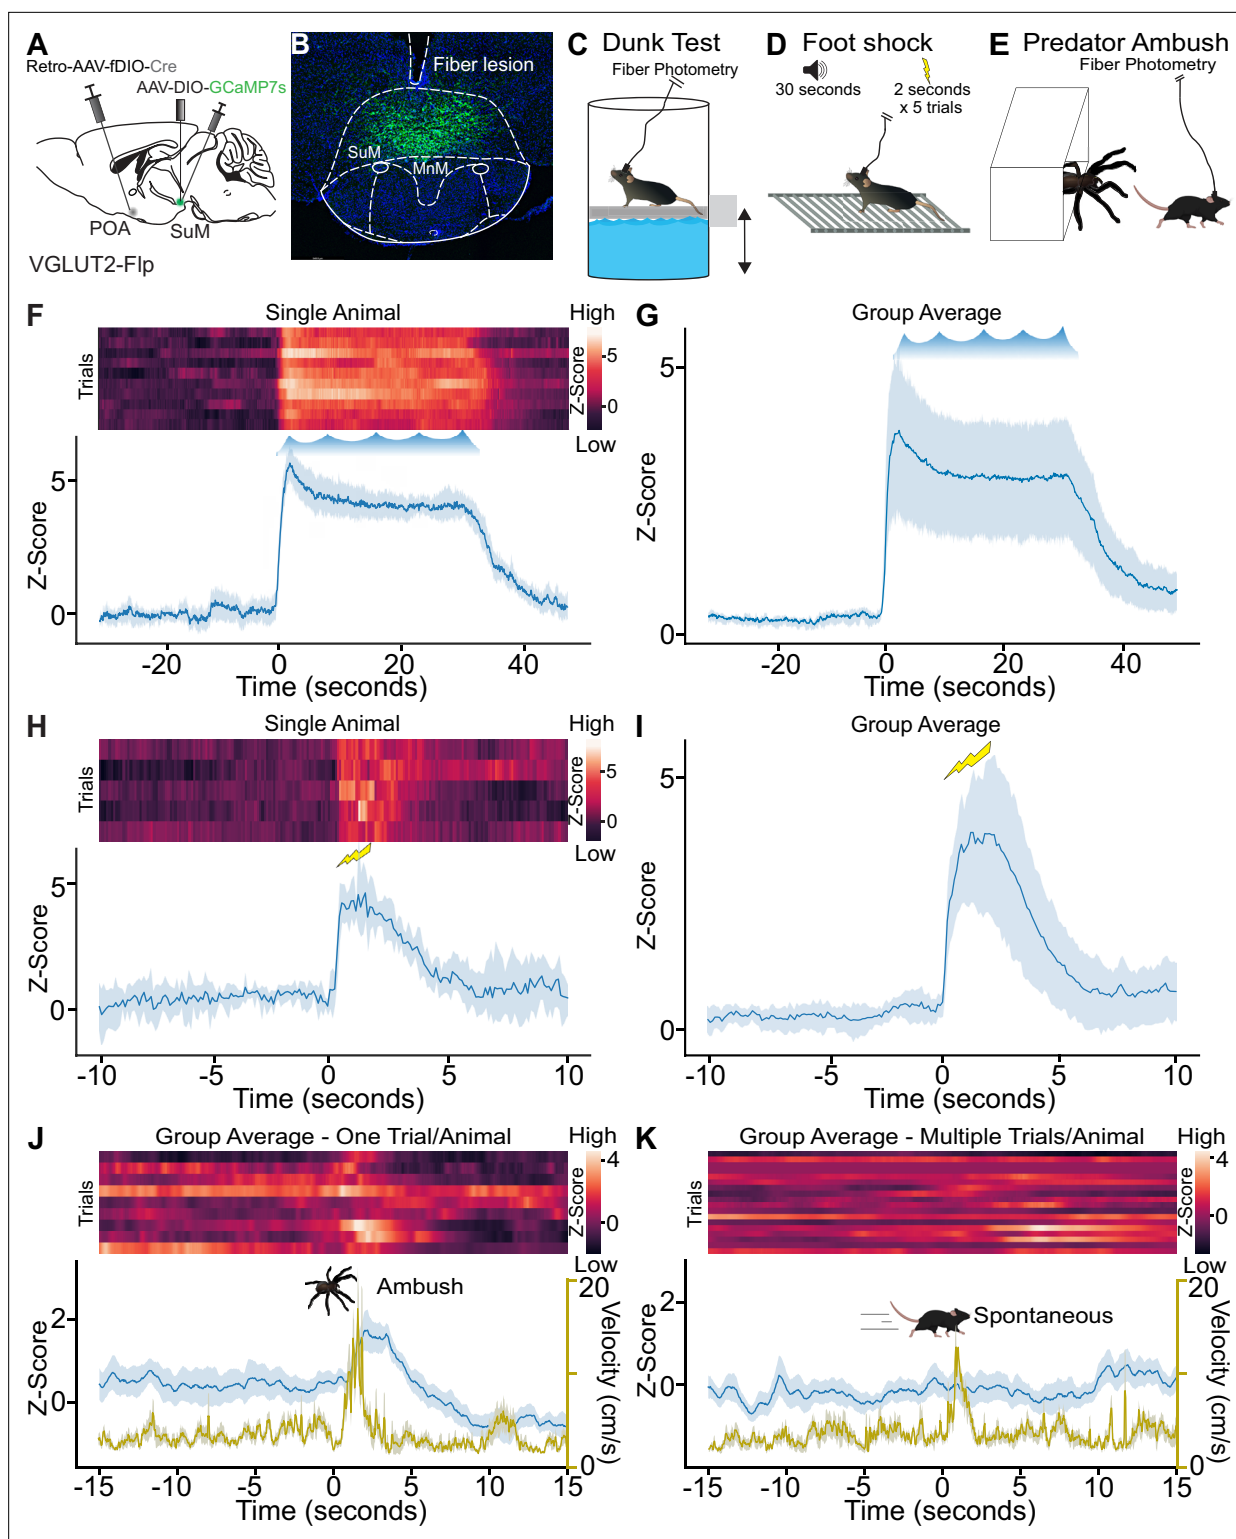 A
Retro-AAV-fDIO-Cre
AAV-DIO-GCaMP7s
POA
SuM
VGLUT2-Flp
B
Fiber lesion
SuM
MnM
C Dunk Test
Fiber Photometry
D Foot shock
30 seconds
2 seconds
x 5 trials
E Predator Ambush
Fiber Photometry
F
Single Animal
High
Trials
Z-Score
5
0
Low
Z-Score
5
0
-20 0 20 40
Time (seconds)
G
Group Average
Z-Score
5
0
-20 0 20 40
Time (seconds)
H
Single Animal
High
Trials
Z-Score
5
0
Low
Z-Score
5
0
-10 -5 0 5 10
Time (seconds)
I
Group Average
Z-Score
5
0
-10 -5 0 5 10
Time (seconds)
J
Group Average - One Trial/Animal
High
Trials
Z-Score
4
0
Low
Ambush
Z-Score
2
0
20
0
Velocity (cm/s)
-15 -10 -5 0 5 10 15
Time (seconds)
K
Group Average - Multiple Trials/Animal
High
Trials
Z-Score
4
0
Low
Spontaneous
Z-Score
2
0
20
0
Velocity (cm/s)
-15 -10 -5 0 5 10 15
Time (seconds)